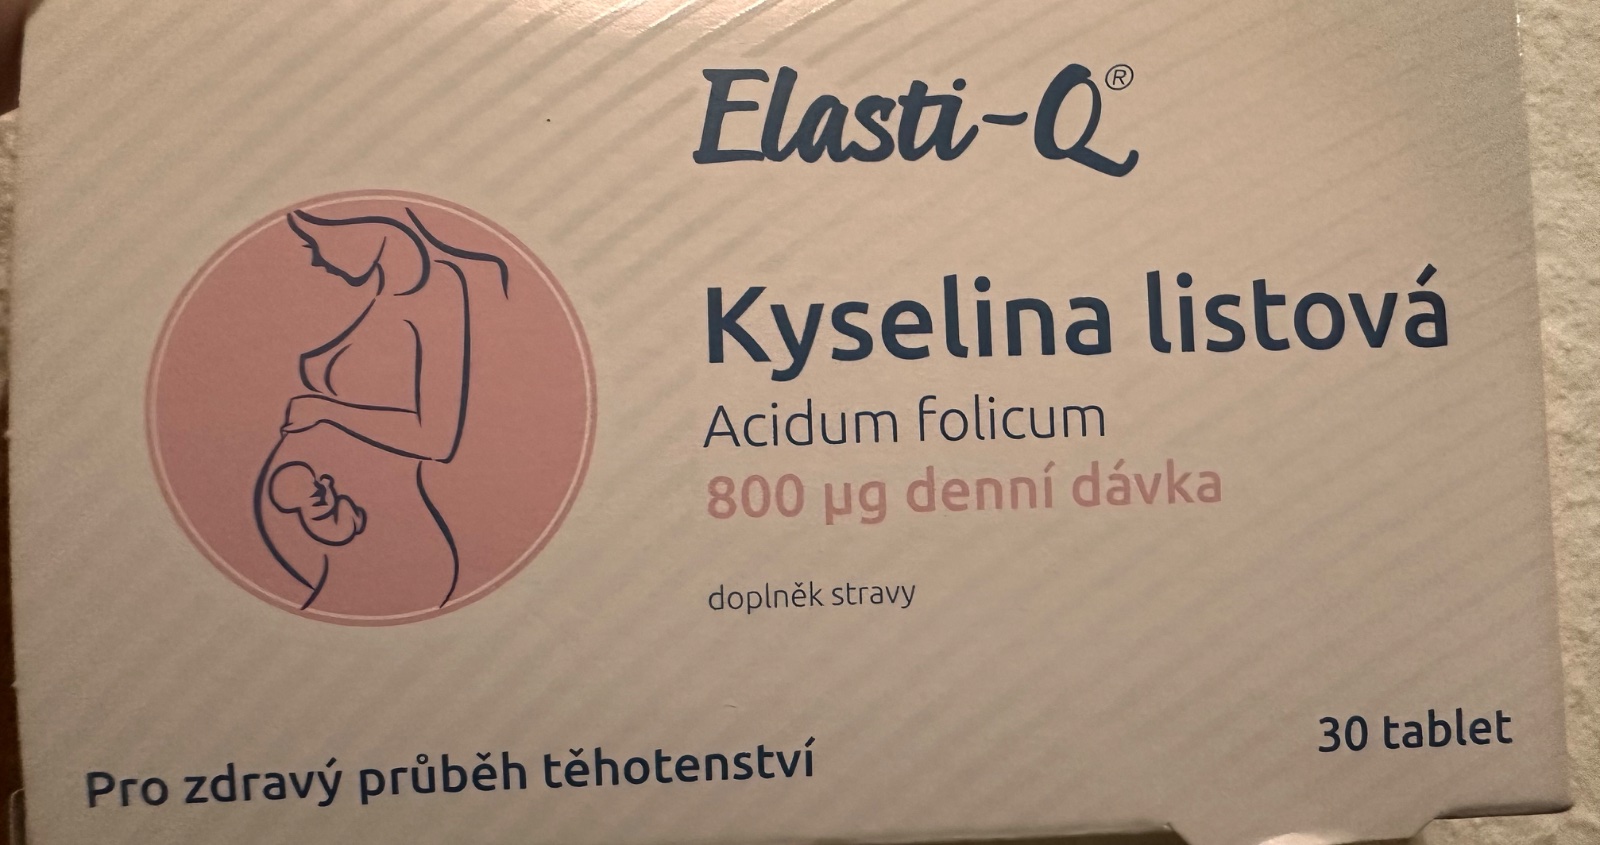 Elasti-Q®
Kyselina listová
Acidum folicum
800 µg denní dávka
doplněk stravy
30 tablet
Pro zdravý průběh těhotenství